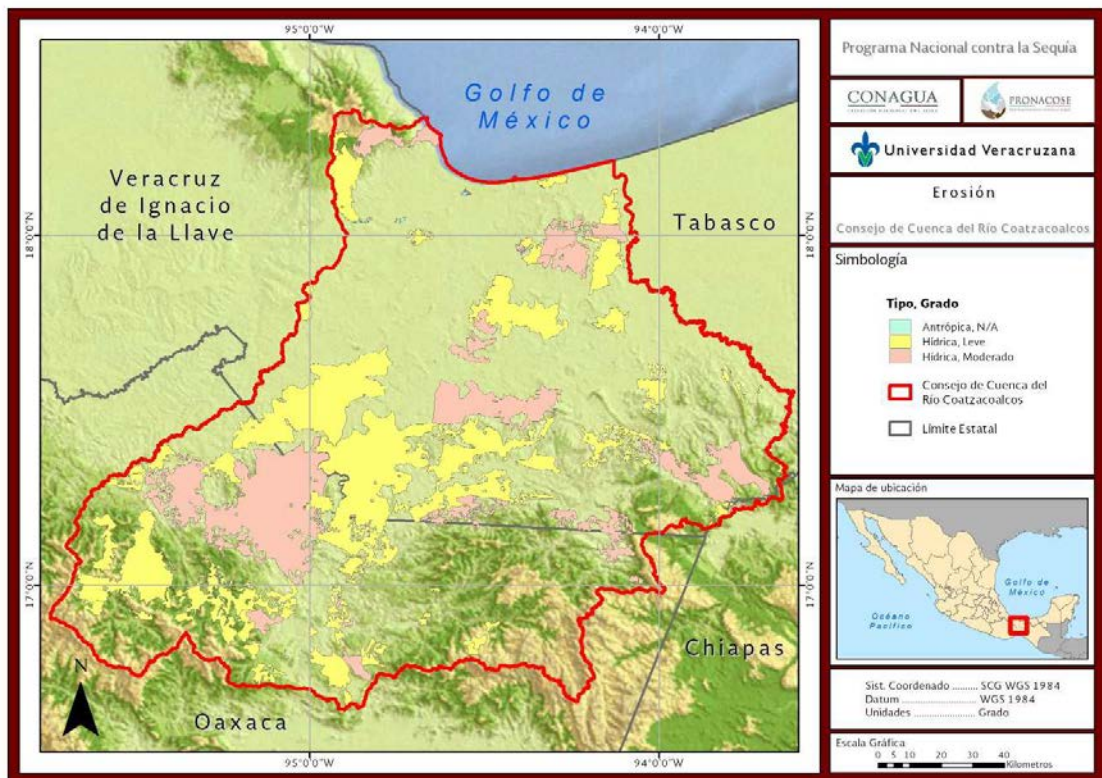 95°0'0"W
94°0'0"W
Golfo de
México
Veracruz
de Ignacio
de la Llave
Tabasco
Chiapas
Oaxaca
18°0'0"N
18°0'0"N
17°0'0"N
17°0'0"N
N
95°0'0"W
94°0'0"W
Programa Nacional contra la Sequía
CONAGUA
PRONACOSE
Universidad Veracruzana
Erosión
Consejo de Cuenca del Río Coatzacoalcos
Simbología
Tipo, Grado
Antrópica, N/A
Hídrica, Leve
Hídrica, Moderado
Consejo de Cuenca del
Río Coatzacoalcos
Límite Estatal
Mapa de ubicación
Golfo de
México
Océano
Pacífico
Sist. Coordenado .......... SCG WGS 1984
Datum .......................... WGS 1984
Unidades ...................... Grado
Escala Gráfica
0 5 10 20 30 40
Kilometros